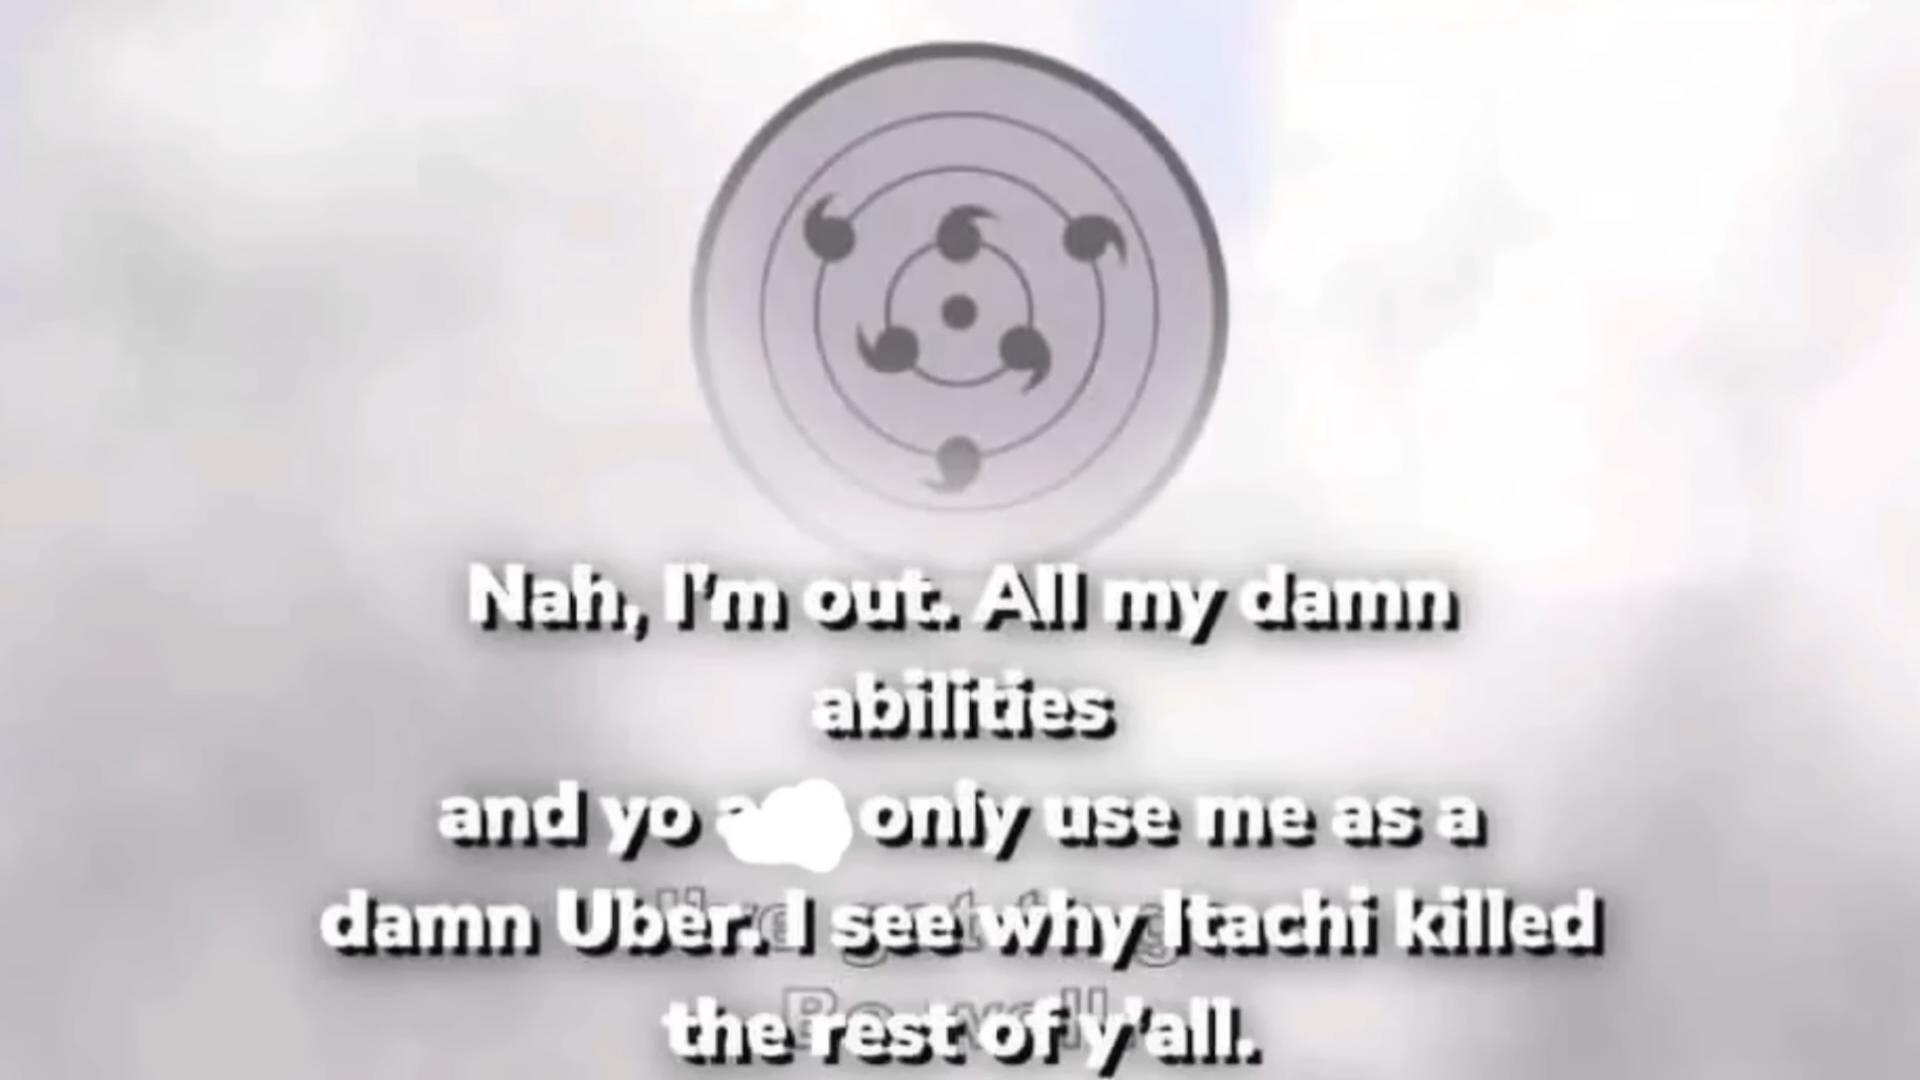 Nah, I'm out. All my damn
abilities
and yo only use me as a
damn Uber. I see why Itachi killed
the rest of y'all.